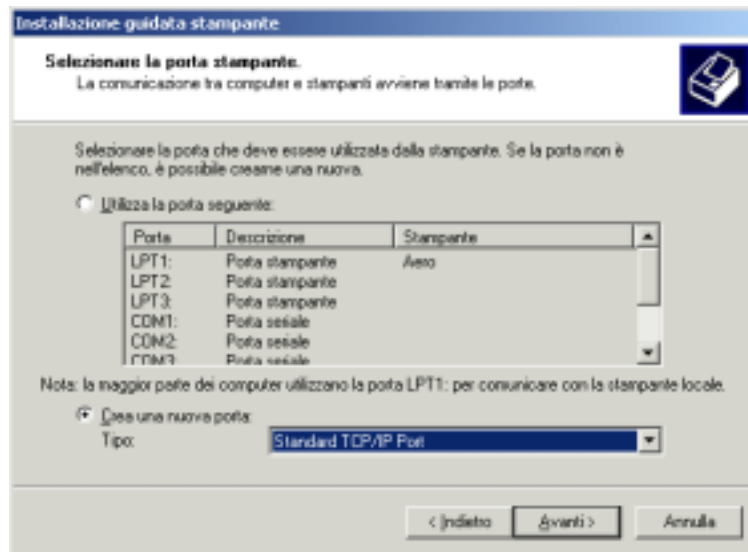 Installazione guidata stampante
Selezionare la porta stampante.
La comunicazione tra computer e stampanti avviene tramite le porte.
Selezionare la porta che deve essere utilizzata dalla stampante. Se la porta non è
nell'elenco, è possibile crearne una nuova.
Utilizza la porta seguente:
Porta Descrizione Stampante
LPT1: Porta stampante Aero
LPT2: Porta stampante
LPT3: Porta stampante
COM1: Porta seriale
COM2: Porta seriale
COM3: Porta seriale
Nota: la maggior parte dei computer utilizzano la porta LPT1: per comunicare con la stampante locale.
Crea una nuova porta:
Tipo: Standard TCP/IP Port
< Indietro Avanti > Annulla